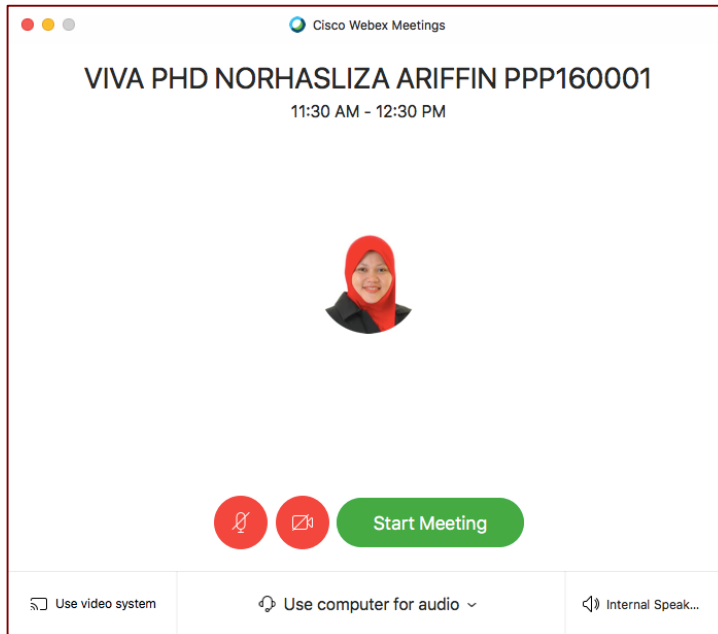 Cisco Webex Meetings
VIVA PHD NORHASLIZA ARIFFIN PPP160001
11:30 AM - 12:30 PM
Start Meeting
Use video system
Use computer for audio
Internal Speak...